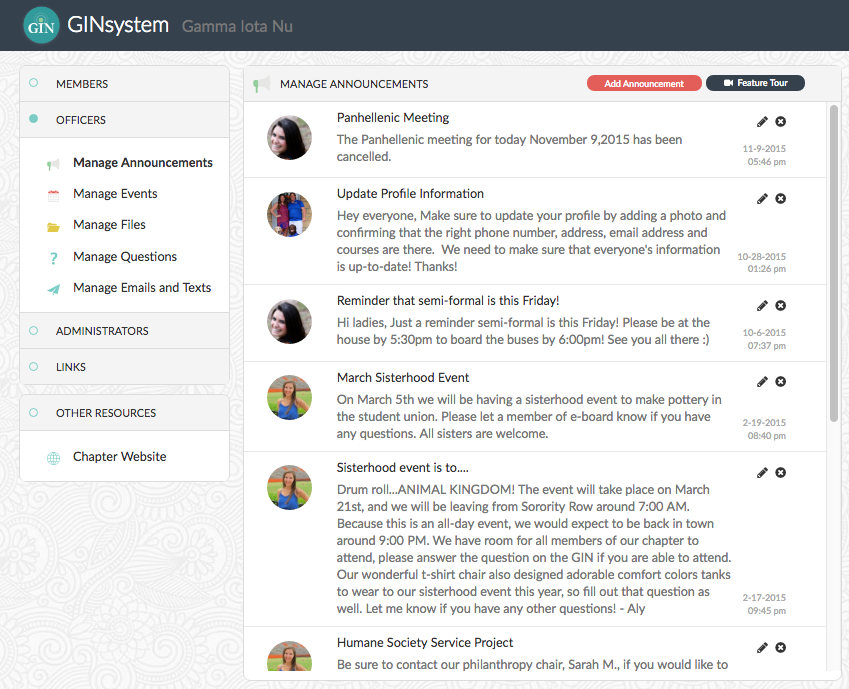 GIN GINsystem Gamma Iota Nu
MEMBERS
OFFICERS
Manage Announcements
Manage Events
Manage Files
Manage Questions
Manage Emails and Texts
ADMINISTRATORS
LINKS
OTHER RESOURCES
Chapter Website
MANAGE ANNOUNCEMENTS
Add Announcement
Feature Tour
Panhellenic Meeting
The Panhellenic meeting for today November 9,2015 has been
cancelled.
11-9-2015
05:46 pm
Update Profile Information
Hey everyone, Make sure to update your profile by adding a photo and
confirming that the right phone number, address, email address and
courses are there.  We need to make sure that everyone's information
is up-to-date! Thanks!
10-28-2015
01:26 pm
Reminder that semi-formal is this Friday!
Hi ladies, Just a reminder semi-formal is this Friday! Please be at the
house by 5:30pm to board the buses by 6:00pm! See you all there :)
10-6-2015
07:37 pm
March Sisterhood Event
On March 5th we will be having a sisterhood event to make pottery in
the student union. Please let a member of e-board know if you have
any questions. All sisters are welcome.
2-19-2015
08:40 pm
Sisterhood event is to....
Drum roll...ANIMAL KINGDOM! The event will take place on March
21st, and we will be leaving from Sorority Row around 7:00 AM.
Because this is an all-day event, we would expect to be back in town
around 9:00 PM. We have room for all members of our chapter to
attend, please answer the question on the GIN if you are able to attend.
Our wonderful t-shirt chair also designed adorable comfort colors tanks
to wear to our sisterhood event this year, so fill out that question as
well. Let me know if you have any other questions! - Aly
2-17-2015
09:45 pm
Humane Society Service Project
Be sure to contact our philanthropy chair, Sarah M., if you would like to